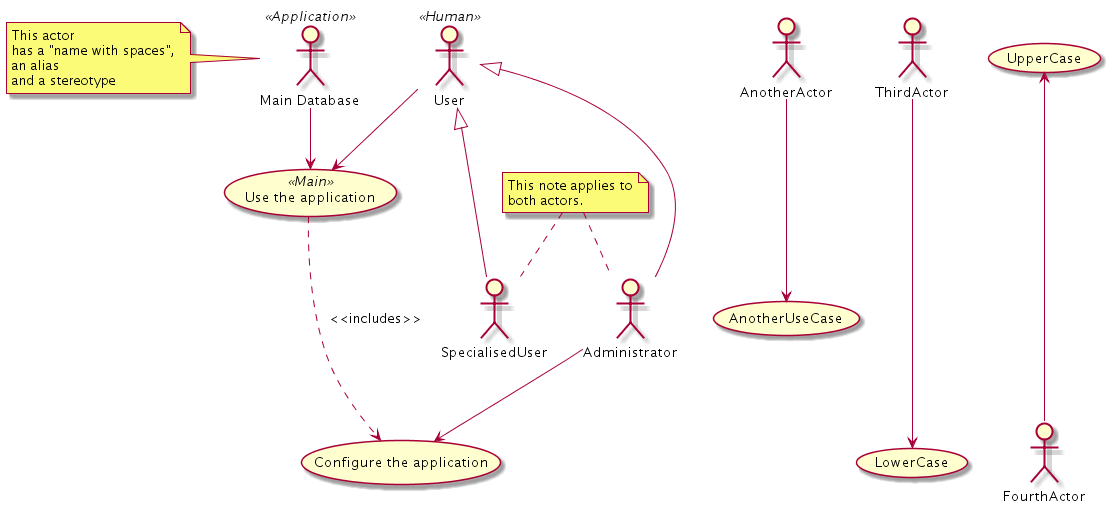 «Application»
«Human»
This actor
has a "name with spaces",
an alias
and a stereotype
Main Database
User
AnotherActor
ThirdActor
UpperCase
«Main»
Use the application
This note applies to
both actors.
<<includes>>
AnotherUseCase
SpecialisedUser
Administrator
Configure the application
LowerCase
FourthActor